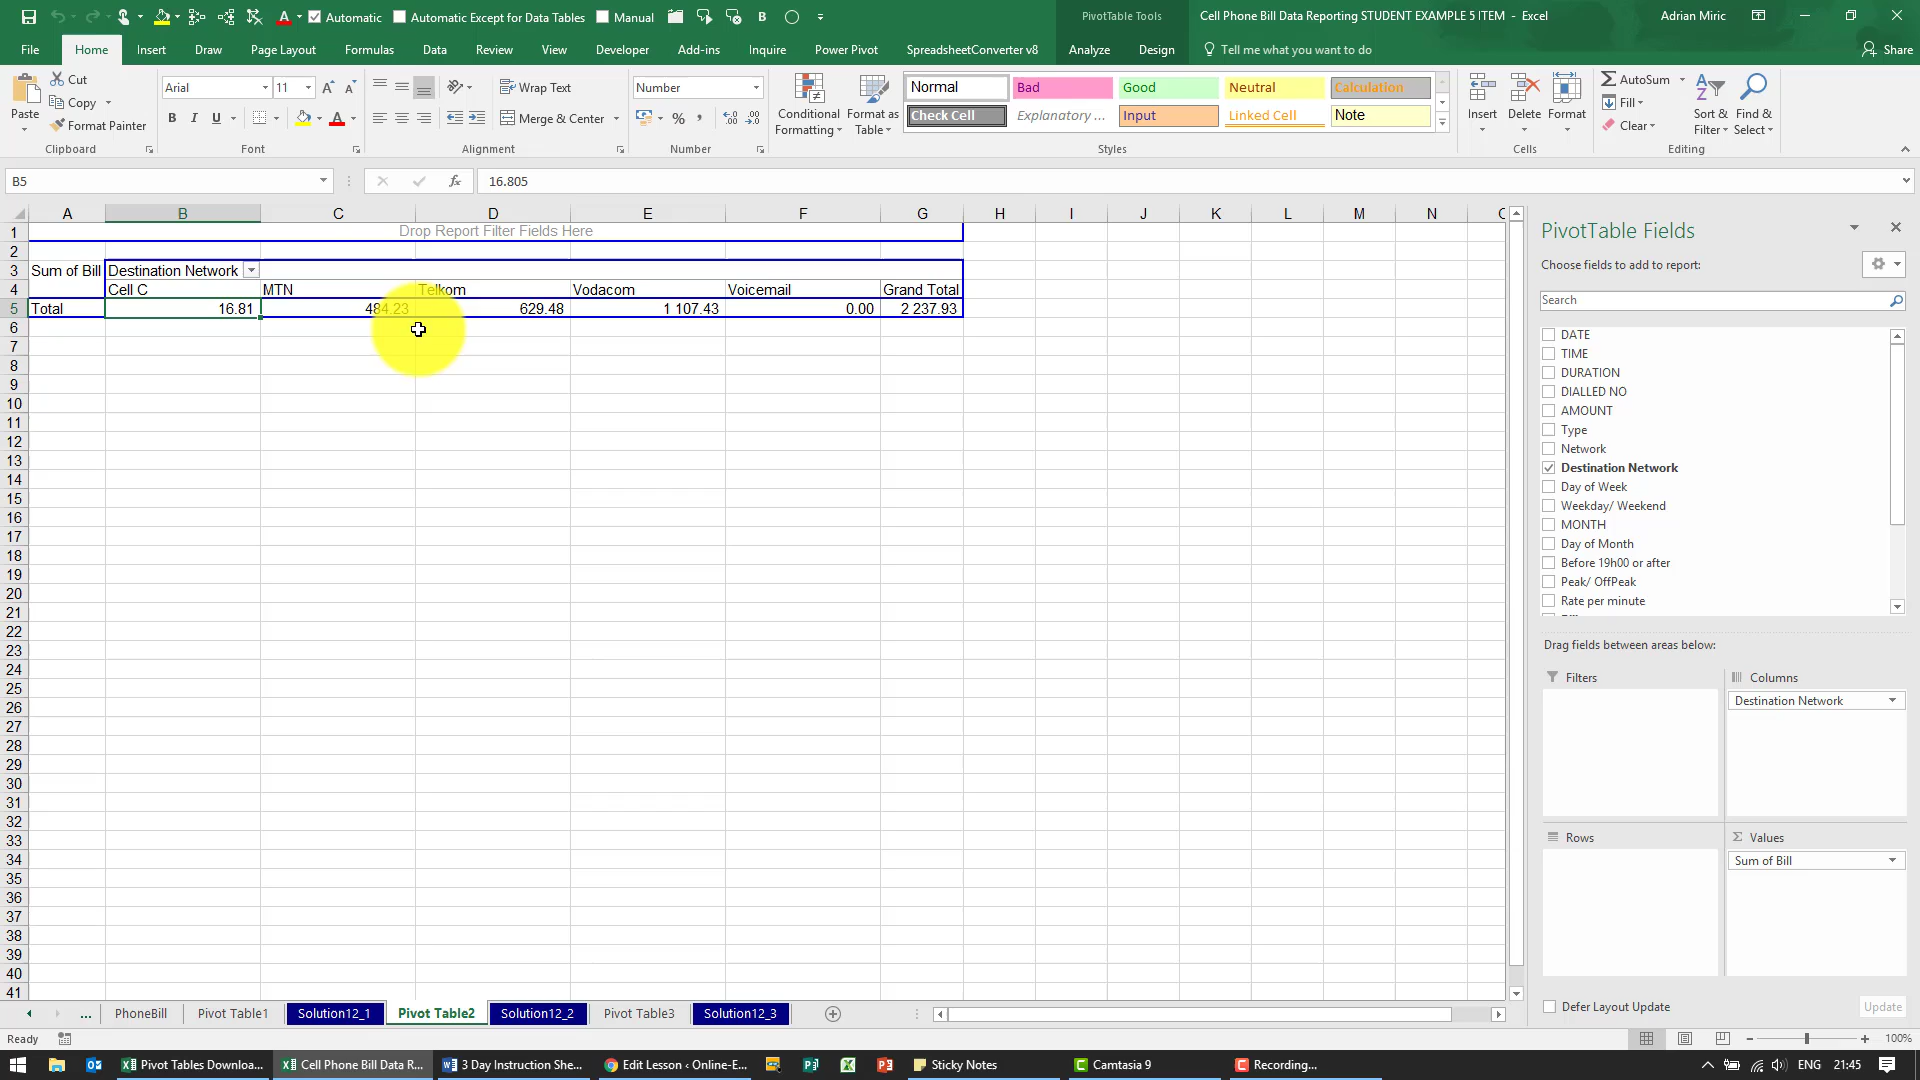 Automatic Automatic Except for Data Tables Manual B PivotTable Tools Cell Phone Bill Data Reporting STUDENT EXAMPLE 5 ITEM - Excel Adrian Miric
File Home Insert Draw Page Layout Formulas Data Review View Developer Add-ins Inquire Power Pivot SpreadsheetConverter v8 Analyze Design Tell me what you want to do Share
Paste Cut Copy Format Painter Clipboard
Arial 11 B I U Font
Wrap Text Merge & Center Alignment
Number % Number
Conditional Formatting Format as Table
Normal Bad Good Neutral Calculation
Check Cell Explanatory ... Input Linked Cell Note
Styles
Insert Delete Format Cells
AutoSum Fill Clear Sort & Filter Find & Select Editing
B5 fx 16.805
A B C D E F G H I J K L M N
1 Drop Report Filter Fields Here
2
3 Sum of Bill Destination Network
4 Cell C MTN Telkom Vodacom Voicemail Grand Total
5 Total 16.81 484.23 629.48 1 107.43 0.00 2 237.93
6
7
8
9
10
11
12
13
14
15
16
17
18
19
20
21
22
23
24
25
26
27
28
29
30
31
32
33
34
35
36
37
38
39
40
41
PivotTable Fields
Choose fields to add to report:
Search
DATE
TIME
DURATION
DIALLED NO
AMOUNT
Type
Network
Destination Network
Day of Week
Weekday/ Weekend
MONTH
Day of Month
Before 19h00 or after
Peak/ OffPeak
Rate per minute
Drag fields between areas below:
Filters Columns
Destination Network
Rows Σ Values
Sum of Bill
Defer Layout Update Update
... PhoneBill Pivot Table1 Solution12_1 Pivot Table2 Solution12_2 Pivot Table3 Solution12_3
Ready 100%
Pivot Tables Downloa... Cell Phone Bill Data R... 3 Day Instruction She... Edit Lesson ‹ Online-E... Sticky Notes Camtasia 9 Recording... ENG 21:45